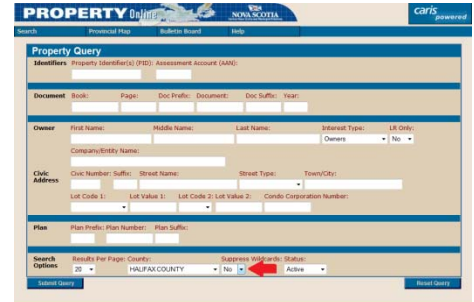 PROPERTY Online
NOVA SCOTIA
caris
powered
Search Provincial Map Bulletin Board Help
Property Query
Identifiers Property Identifier(s) (PID): Assessment Account (AAN):
Document Book: Page: Doc Prefix: Document: Doc Suffix: Year:
Owner First Name: Middle Name: Last Name: Interest Type: LR Only:
Owners No
Company/Entity Name:
Civic Address Civic Number: Suffix: Street Name: Street Type: Town/City:
Lot Code 1: Lot Value 1: Lot Code 2: Lot Value 2: Condo Corporation Number:
Plan Plan Prefix: Plan Number: Plan Suffix:
Search Options Results Per Page: County: Suppress Wildcards: Status:
20 HALIFAX COUNTY No Active
Submit Query Reset Query